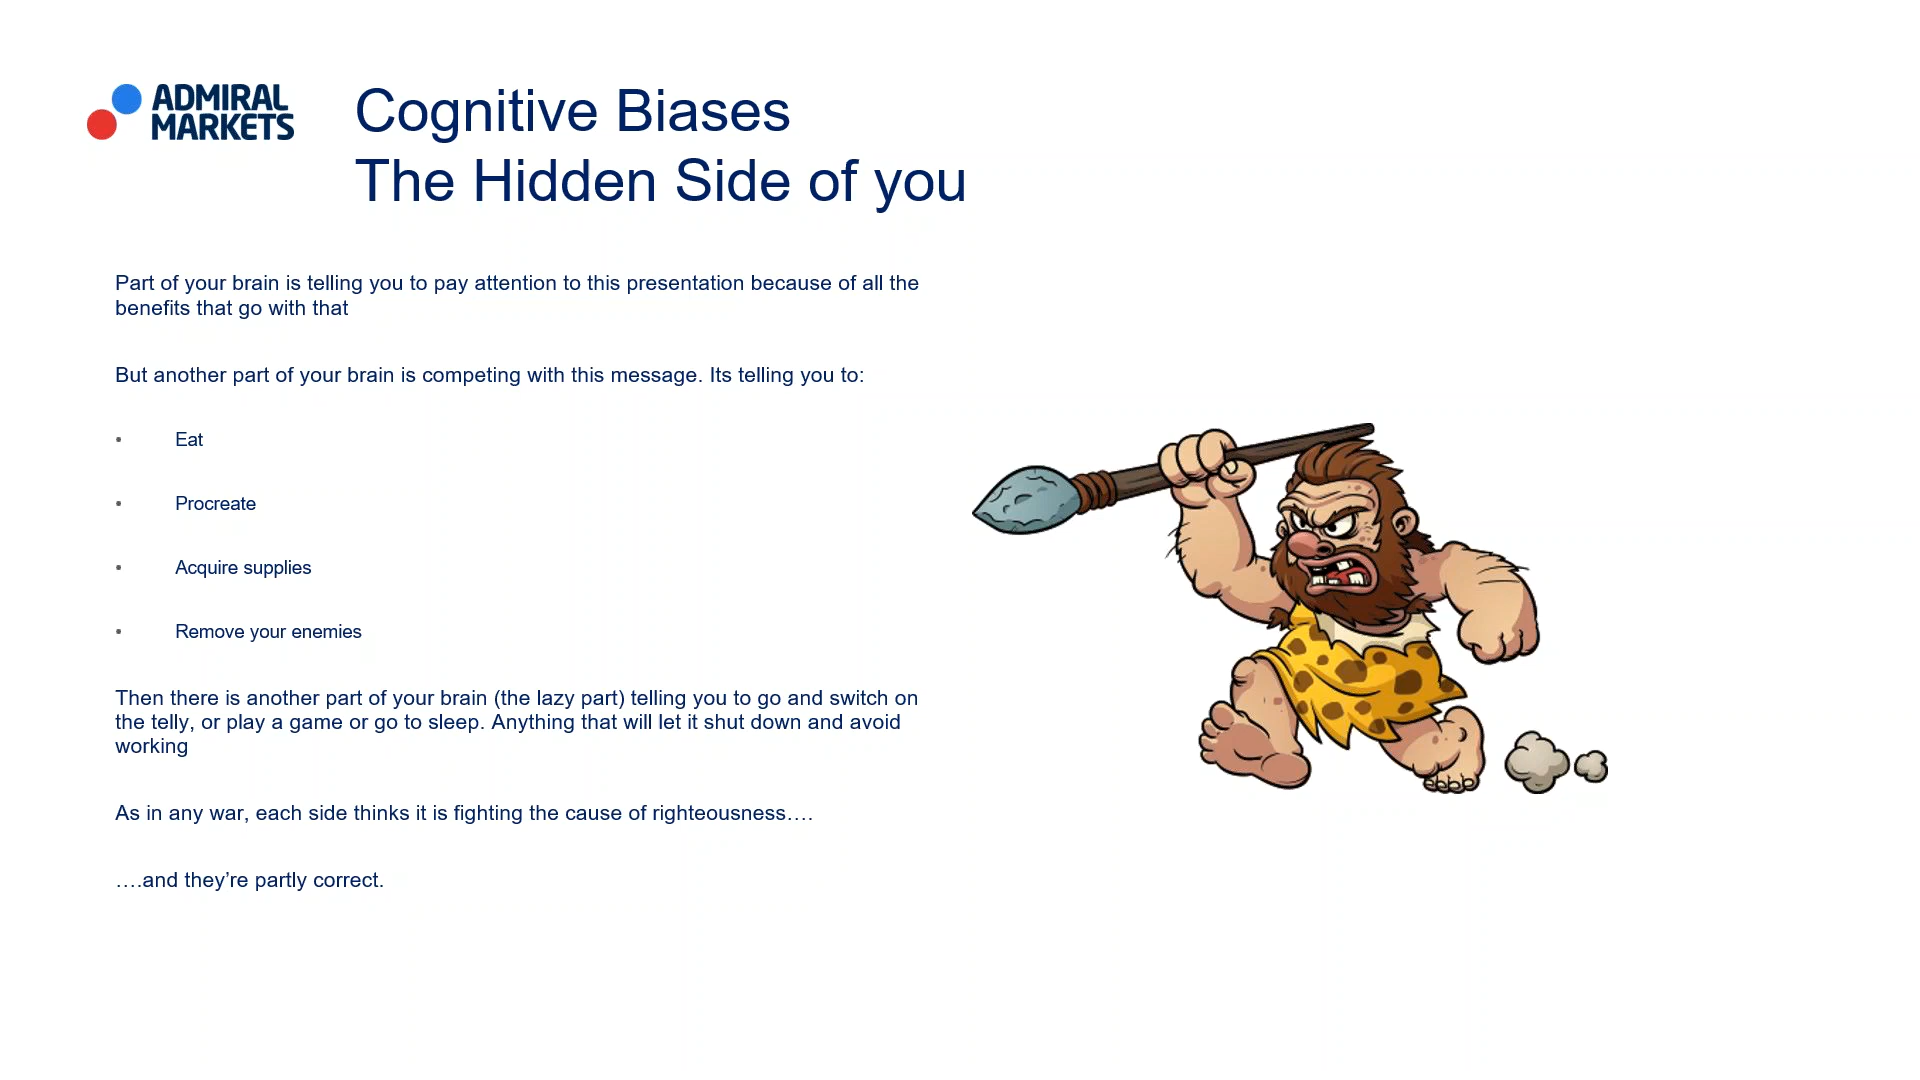 ADMIRAL
MARKETS
Cognitive Biases
The Hidden Side of you
Part of your brain is telling you to pay attention to this presentation because of all the
benefits that go with that
But another part of your brain is competing with this message. Its telling you to:
• Eat
• Procreate
• Acquire supplies
• Remove your enemies
Then there is another part of your brain (the lazy part) telling you to go and switch on
the telly, or play a game or go to sleep. Anything that will let it shut down and avoid
working
As in any war, each side thinks it is fighting the cause of righteousness….
….and they’re partly correct.